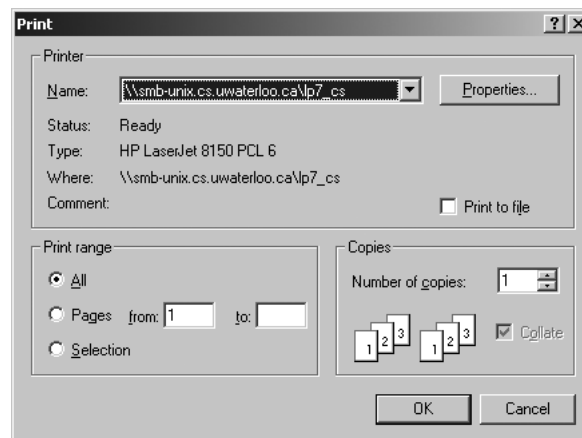 Print
Printer
Name: \\smb-unix.cs.uwaterloo.ca\lp7_cs Properties...
Status: Ready
Type: HP LaserJet 8150 PCL 6
Where: \\smb-unix.cs.uwaterloo.ca\lp7_cs
Comment: Print to file
Print range
All
Pages from: 1 to:
Selection
Copies
Number of copies: 1
1 2 3 1 2 3 Collate
OK Cancel